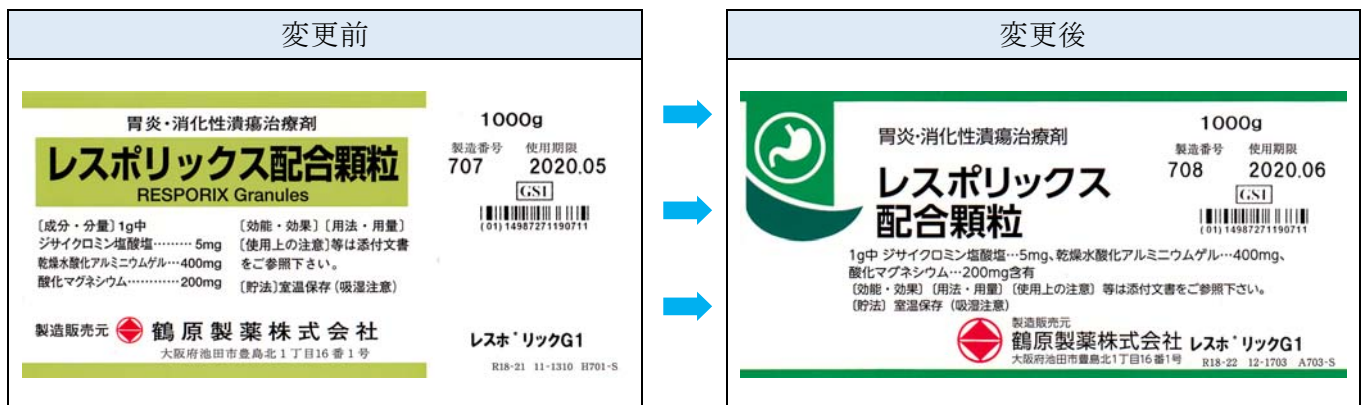 変更前
胃炎・消化性潰瘍治療剤
レスポリックス配合顆粒
RESPORIX Granules
〔成分・分量〕1g中
ジサイクロミン塩酸塩………5mg
乾燥水酸化アルミニウムゲル…400mg
酸化マグネシウム…………200mg
〔効能・効果〕〔用法・用量〕
〔使用上の注意〕等は添付文書
をご参照下さい。
〔貯法〕室温保存(吸湿注意)
製造販売元 鶴原製薬株式会社
大阪府池田市豊島北1丁目16番1号
1000g
製造番号 使用期限
707 2020.05
GS1
(01)14987271190711
レスポリックG1
R18-21 11-1310 H701-S
変更後
胃炎・消化性潰瘍治療剤
レスポリックス
配合顆粒
1g中 ジサイクロミン塩酸塩…5mg、乾燥水酸化アルミニウムゲル…400mg、
酸化マグネシウム…200mg含有
〔効能・効果〕〔用法・用量〕〔使用上の注意〕等は添付文書をご参照下さい。
〔貯法〕室温保存(吸湿注意)
製造販売元
鶴原製薬株式会社
大阪府池田市豊島北1丁目16番1号
1000g
製造番号 使用期限
708 2020.06
GS1
(01)14987271190711
レスポリックG1
R18-22 12-1703 A703-S